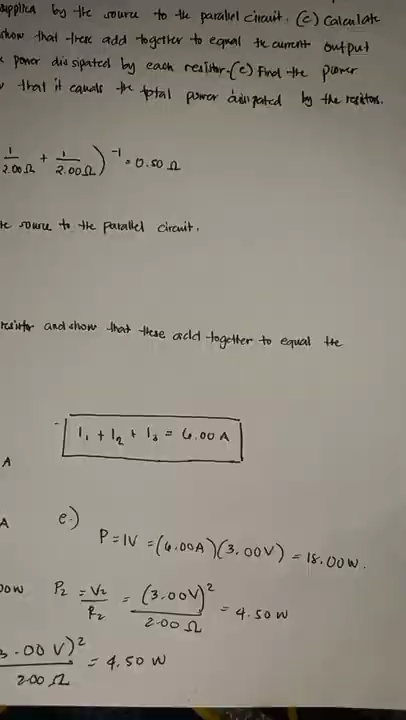 supplied by the source to the parallel circuit. (c) Calculate
show that these add together to equal the current output
power dissipated by each resistor. (e) Find the power
that it equals the total power dissipated by the resistors.
1/2.00Ω + 1/2.00Ω)⁻¹ = 0.50 Ω
the source to the parallel circuit.
resistor and show that these add together to equal the
I₁ + I₂ + I₃ = 6.00 A
A
A
e.)
P = IV = (6.00A)(3.00V) = 18.00W.
00W P₂ = V₂/R₂ = (3.00V)²/2.00 Ω = 4.50 W
3.00 V)²/2.00 Ω = 4.50 W